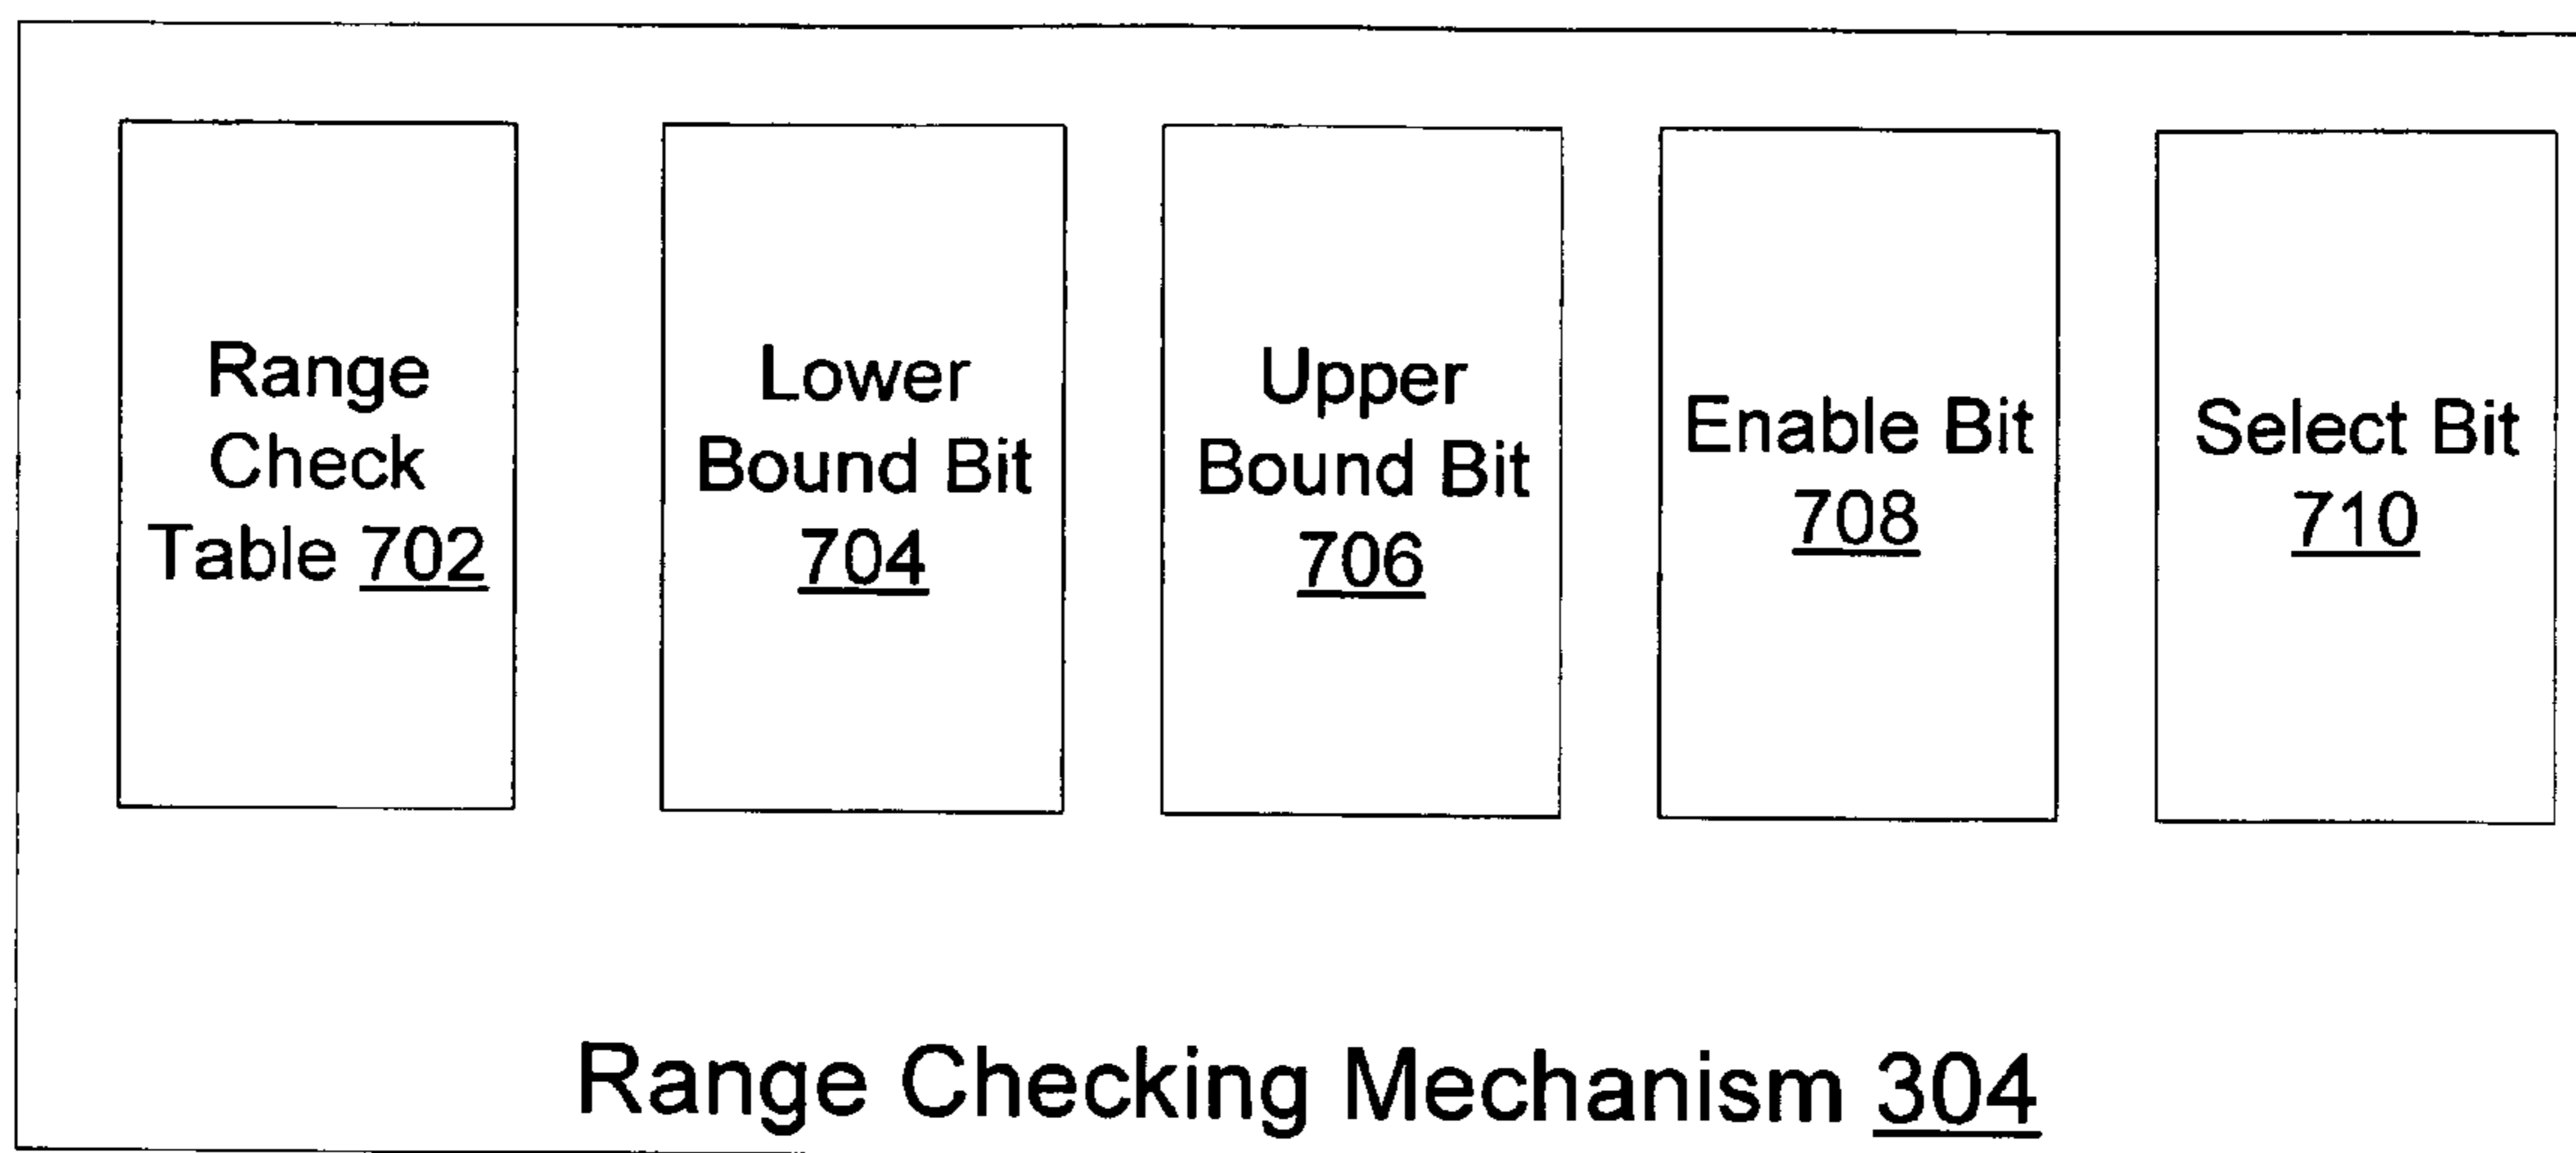 Range
Check
Table 702
Lower
Bound Bit
704
Upper
Bound Bit
706
Enable Bit
708
Select Bit
710
Range Checking Mechanism 304